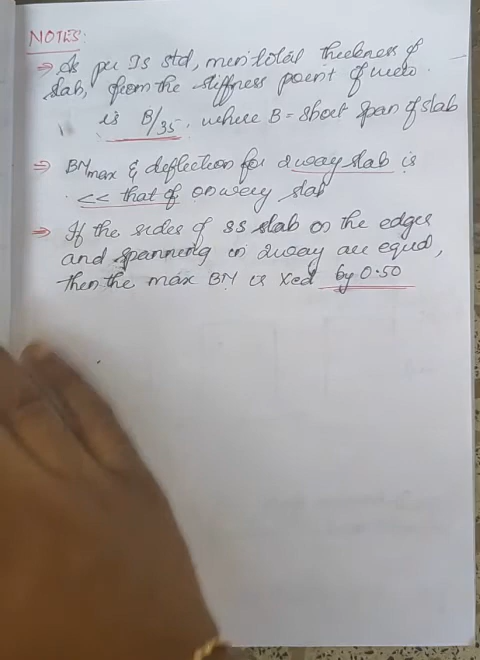 NOTES:
⇒ As per Is std, min total thickness of
slab, from the stiffness point of view
is B/35, where B = short span of slab
⇒ BMmax & deflection for 2way slab is
<< that of oneway slab
⇒ If the sides of SS slab on the edges
and spanning in 2way are equal,
then the max BM is xed by 0.50